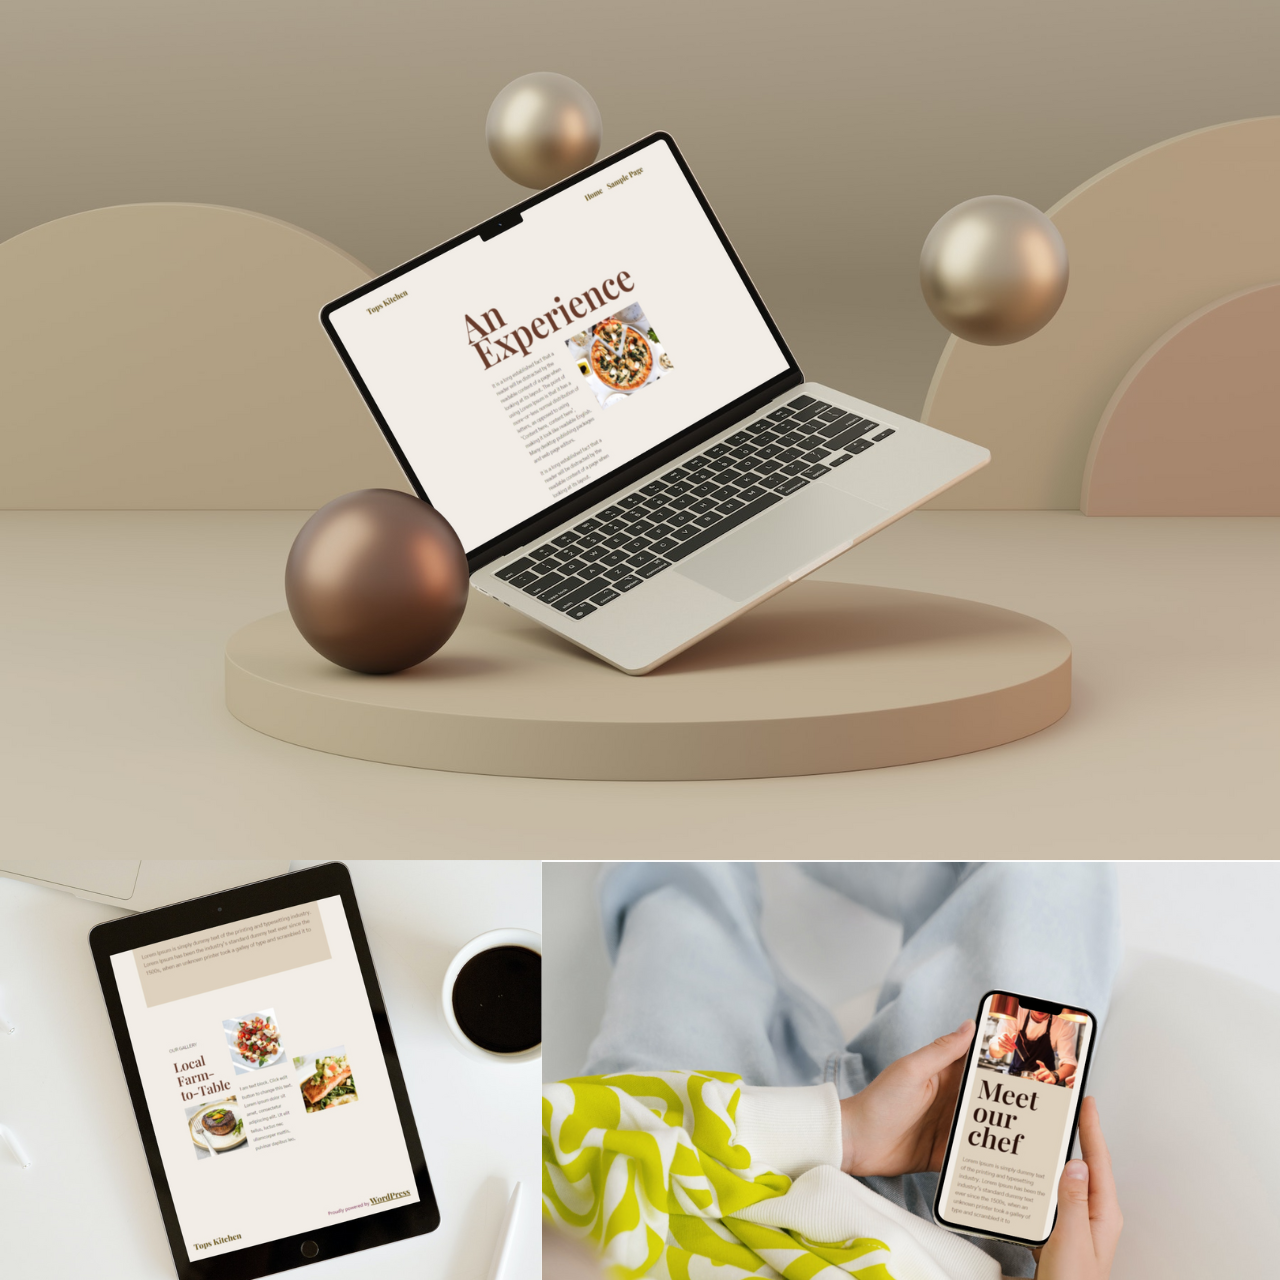 Home Sample Page
Tops Kitchen
An
Experience
It is a long established fact that a
reader will be distracted by the
readable content of a page when
looking at its layout. The point of
using Lorem Ipsum is that it has a
more-or-less normal distribution of
letters, as opposed to using
'Content here, content here',
making it look like readable English.
Many desktop publishing packages
and web page editors.
It is a long established fact that a
reader will be distracted by the
readable content of a page when
looking at its layout.
Lorem Ipsum is simply dummy text of the printing and typesetting industry.
Lorem Ipsum has been the industry's standard dummy text ever since the
1500s, when an unknown printer took a galley of type and scrambled it to
OUR GALLERY
Local
Farm-
to-Table
I am text block. Click edit
button to change this text.
Lorem ipsum dolor sit
amet, consectetur
adipiscing elit. Ut elit
tellus, luctus nec
ullamcorper mattis,
pulvinar dapibus leo.
Proudly powered by WordPress
Tops Kitchen
Meet
our
chef
Lorem Ipsum is simply dummy text
of the printing and typesetting
industry. Lorem Ipsum has been the
industry's standard dummy text
ever since the 1500s, when an
unknown printer took a galley of
type and scrambled it to